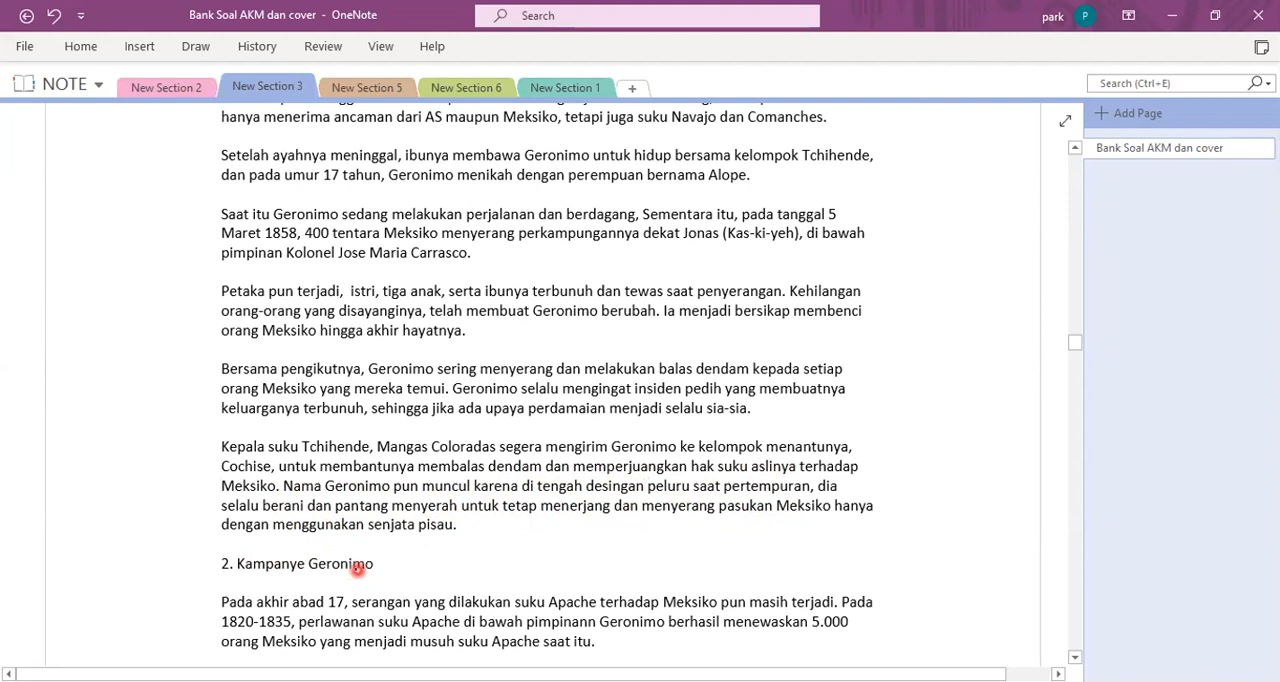 Bank Soal AKM dan cover - OneNote
Search
park
P
File Home Insert Draw History Review View Help
NOTE
New Section 2 New Section 3 New Section 5 New Section 6 New Section 1
Search (Ctrl+E)
Add Page
Bank Soal AKM dan cover
hanya menerima ancaman dari AS maupun Meksiko, tetapi juga suku Navajo dan Comanches.
Setelah ayahnya meninggal, ibunya membawa Geronimo untuk hidup bersama kelompok Tchihende,
dan pada umur 17 tahun, Geronimo menikah dengan perempuan bernama Alope.
Saat itu Geronimo sedang melakukan perjalanan dan berdagang, Sementara itu, pada tanggal 5
Maret 1858, 400 tentara Meksiko menyerang perkampungannya dekat Jonas (Kas-ki-yeh), di bawah
pimpinan Kolonel Jose Maria Carrasco.
Petaka pun terjadi,  istri, tiga anak, serta ibunya terbunuh dan tewas saat penyerangan. Kehilangan
orang-orang yang disayanginya, telah membuat Geronimo berubah. Ia menjadi bersikap membenci
orang Meksiko hingga akhir hayatnya.
Bersama pengikutnya, Geronimo sering menyerang dan melakukan balas dendam kepada setiap
orang Meksiko yang mereka temui. Geronimo selalu mengingat insiden pedih yang membuatnya
keluarganya terbunuh, sehingga jika ada upaya perdamaian menjadi selalu sia-sia.
Kepala suku Tchihende, Mangas Coloradas segera mengirim Geronimo ke kelompok menantunya,
Cochise, untuk membantunya membalas dendam dan memperjuangkan hak suku aslinya terhadap
Meksiko. Nama Geronimo pun muncul karena di tengah desingan peluru saat pertempuran, dia
selalu berani dan pantang menyerah untuk tetap menerjang dan menyerang pasukan Meksiko hanya
dengan menggunakan senjata pisau.
2. Kampanye Geronimo
Pada akhir abad 17, serangan yang dilakukan suku Apache terhadap Meksiko pun masih terjadi. Pada
1820-1835, perlawanan suku Apache di bawah pimpinann Geronimo berhasil menewaskan 5.000
orang Meksiko yang menjadi musuh suku Apache saat itu.